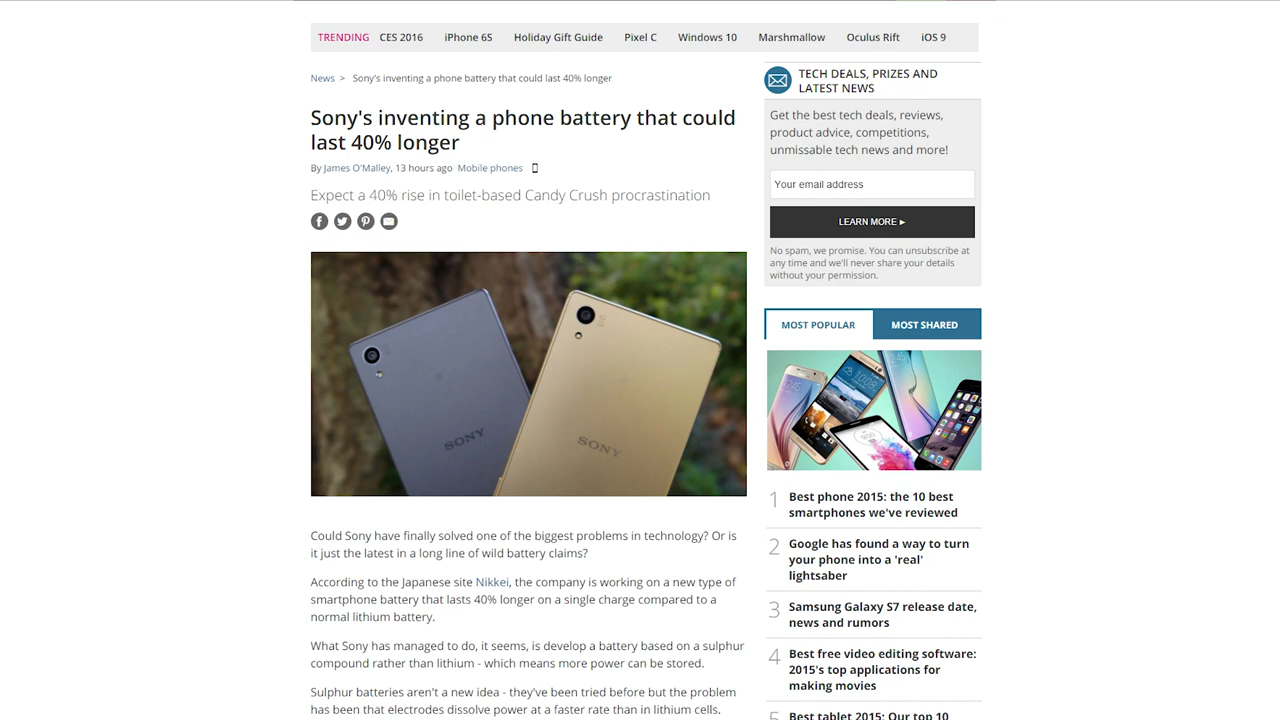 TRENDING CES 2016 iPhone 6S Holiday Gift Guide Pixel C Windows 10 Marshmallow Oculus Rift iOS 9
News > Sony's inventing a phone battery that could last 40% longer
Sony's inventing a phone battery that could
last 40% longer
By James O'Malley, 13 hours ago Mobile phones
Expect a 40% rise in toilet-based Candy Crush procrastination
SONY
SONY
Could Sony have finally solved one of the biggest problems in technology? Or is
it just the latest in a long line of wild battery claims?
According to the Japanese site Nikkei, the company is working on a new type of
smartphone battery that lasts 40% longer on a single charge compared to a
normal lithium battery.
What Sony has managed to do, it seems, is develop a battery based on a sulphur
compound rather than lithium - which means more power can be stored.
Sulphur batteries aren't a new idea - they've been tried before but the problem
has been that electrodes dissolve power at a faster rate than in lithium cells.
TECH DEALS, PRIZES AND
LATEST NEWS
Get the best tech deals, reviews,
product advice, competitions,
unmissable tech news and more!
Your email address
LEARN MORE ▸
No spam, we promise. You can unsubscribe at
any time and we'll never share your details
without your permission.
MOST POPULAR MOST SHARED
1 Best phone 2015: the 10 best
smartphones we've reviewed
2 Google has found a way to turn
your phone into a 'real'
lightsaber
3 Samsung Galaxy S7 release date,
news and rumors
4 Best free video editing software:
2015's top applications for
making movies
5 Best tablet 2015: Our top 10